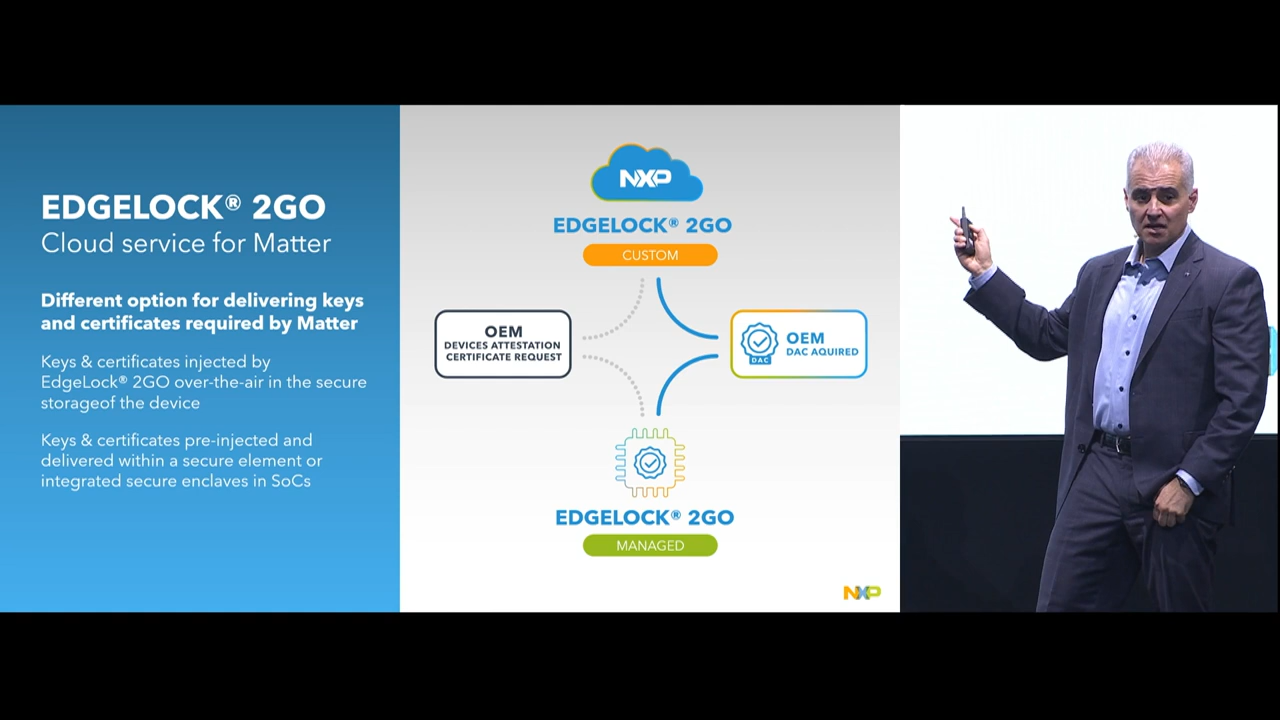 EDGELOCK® 2GO
Cloud service for Matter
Different option for delivering keys
and certificates required by Matter
Keys & certificates injected by
EdgeLock® 2GO over-the-air in the secure
storageof the device
Keys & certificates pre-injected and
delivered within a secure element or
integrated secure enclaves in SoCs
NXP
EDGELOCK® 2GO
CUSTOM
OEM
DEVICES ATTESTATION
CERTIFICATE REQUEST
DAC
OEM
DAC AQUIRED
EDGELOCK® 2GO
MANAGED
NXP